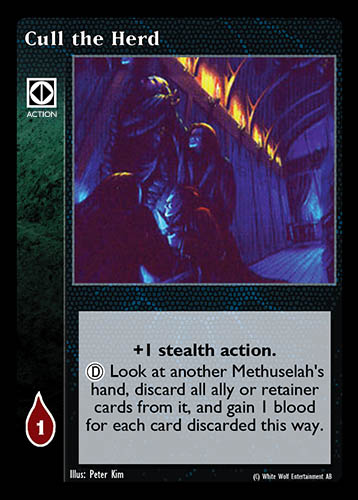 Cull the Herd
ACTION
+1 stealth action.
Ⓓ Look at another Methuselah's
hand, discard all ally or retainer
cards from it, and gain 1 blood
for each card discarded this way.
1
Illus: Peter Kim
(C) White Wolf Entertainment AB